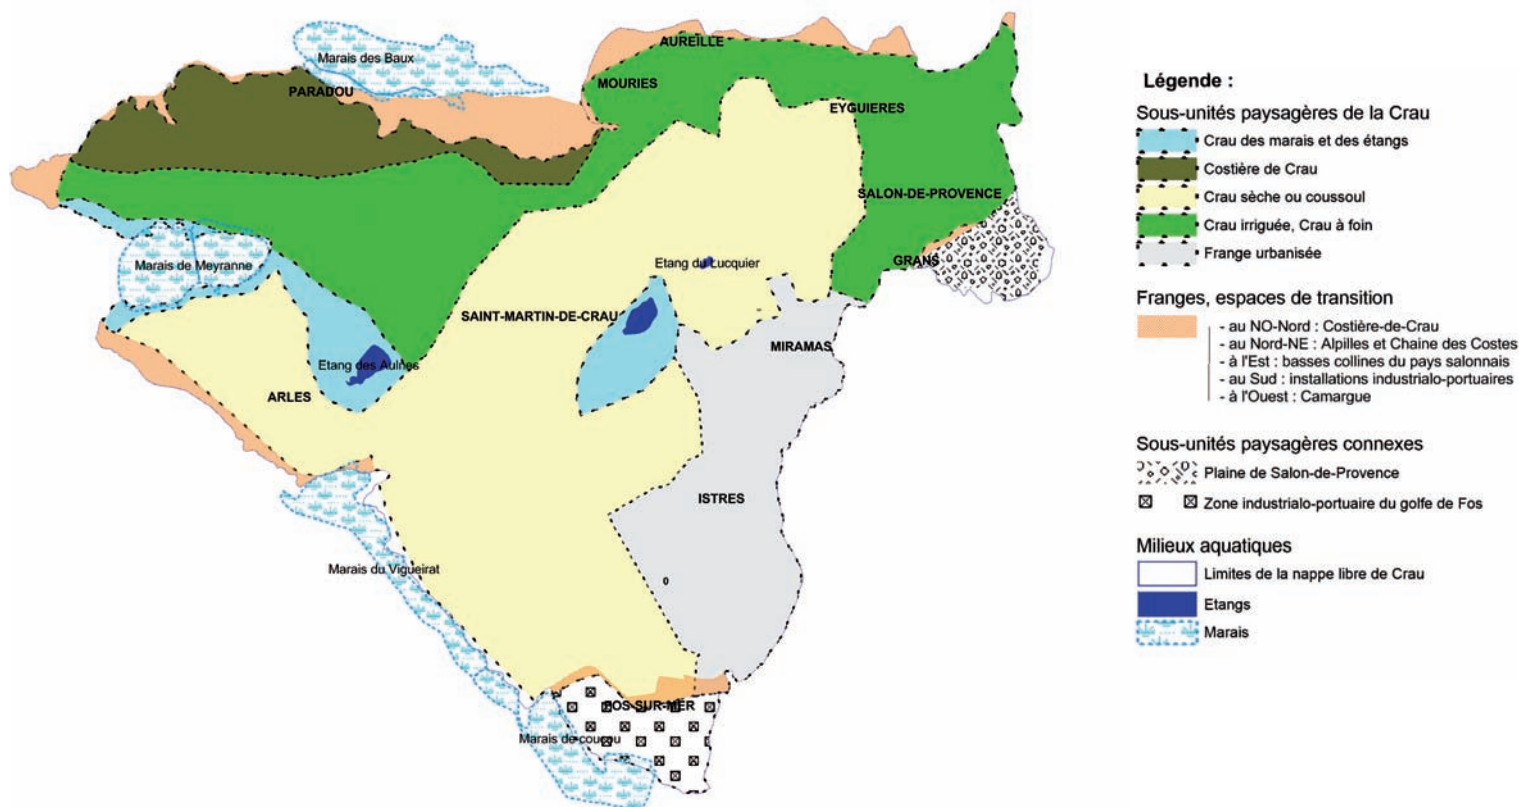 Marais des Baux
AUREILLE
MOURIES
PARADOU
EYGUIERES
SALON-DE-PROVENCE
GRANS
Marais de Meyranne
Etang du Lucquier
SAINT-MARTIN-DE-CRAU
MIRAMAS
Etang des Aulnes
ARLES
ISTRES
Marais du Vigueirat
0
FOS-SUR-MER
Marais de coucou
Légende :
Sous-unités paysagères de la Crau
Crau des marais et des étangs
Costière de Crau
Crau sèche ou coussoul
Crau irriguée, Crau à foin
Frange urbanisée
Franges, espaces de transition
- au NO-Nord : Costière-de-Crau
- au Nord-NE : Alpilles et Chaine des Costes
- à l'Est : basses collines du pays salonnais
- au Sud : installations industrialo-portuaires
- à l'Ouest : Camargue
Sous-unités paysagères connexes
Plaine de Salon-de-Provence
Zone industrialo-portuaire du golfe de Fos
Milieux aquatiques
Limites de la nappe libre de Crau
Etangs
Marais